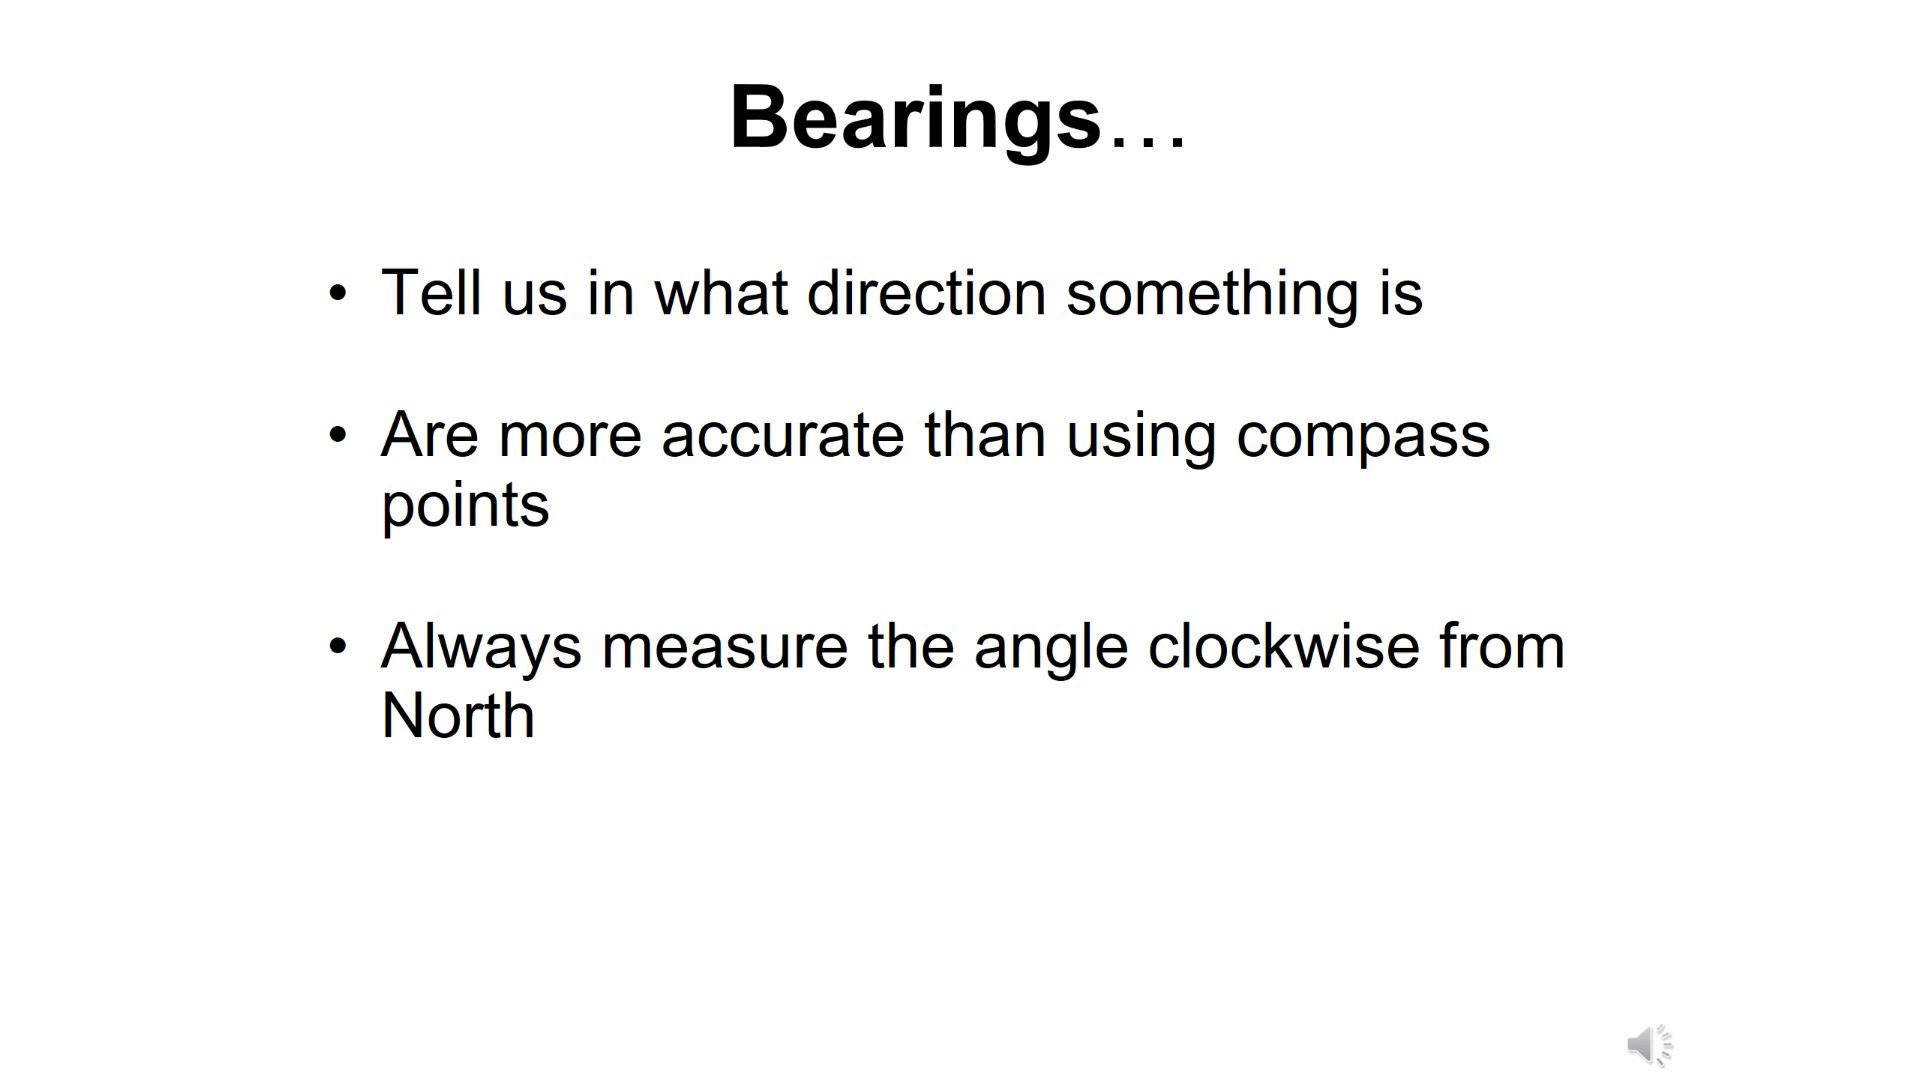 Bearings…
• Tell us in what direction something is
• Are more accurate than using compass
points
• Always measure the angle clockwise from
North